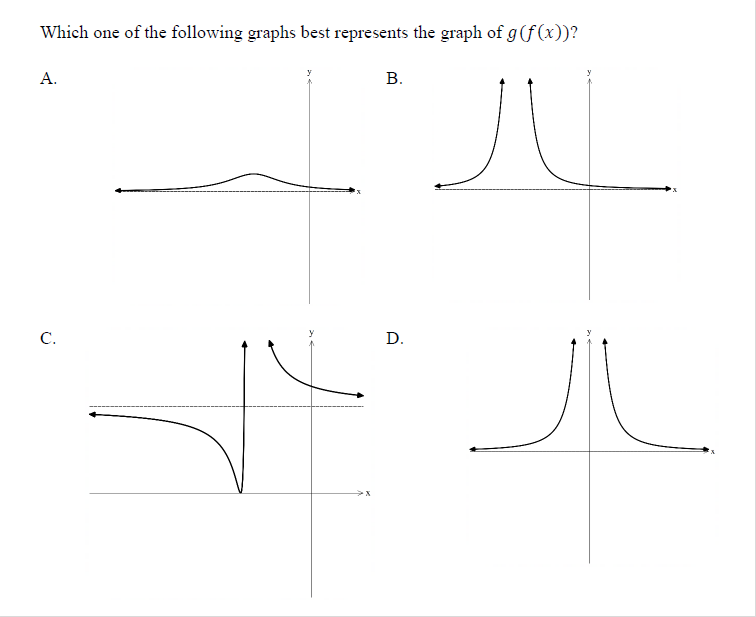 Which one of the following graphs best represents the graph of g(f(x))?
A.
y
x
B.
y
x
C.
y
x
D.
y
x